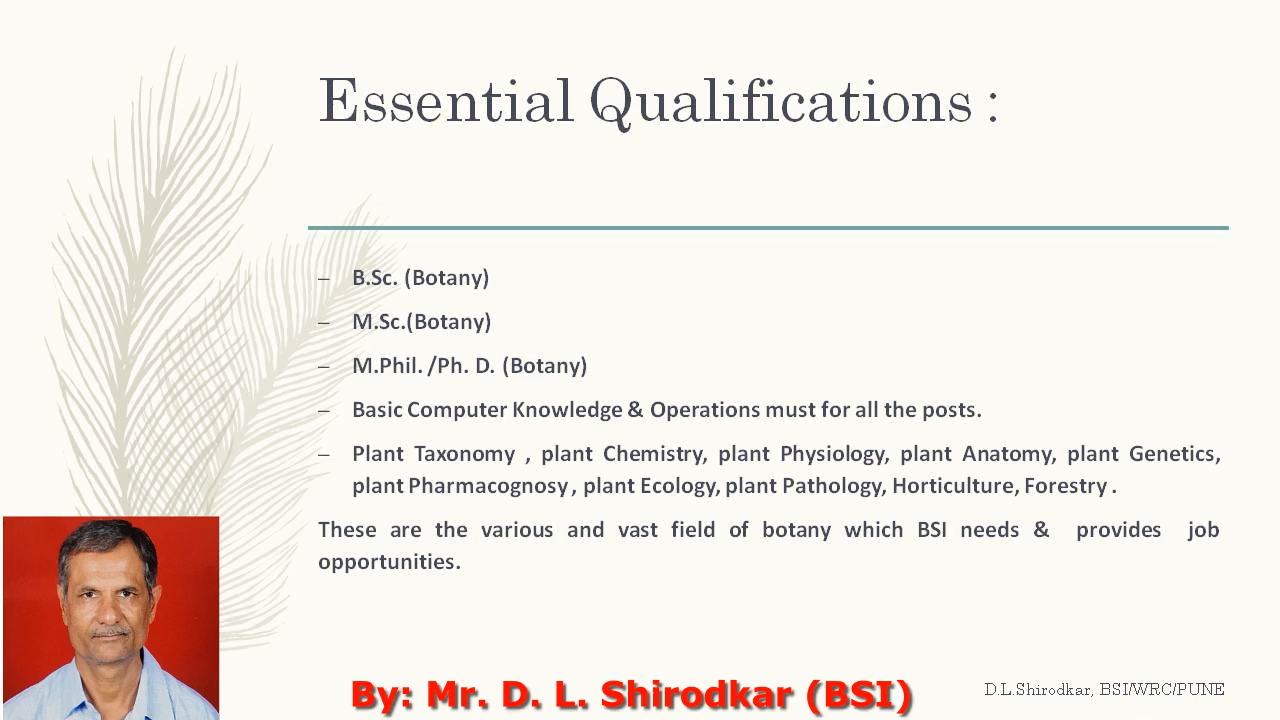 Essential Qualifications :
– B.Sc. (Botany)
– M.Sc.(Botany)
– M.Phil. /Ph. D. (Botany)
– Basic Computer Knowledge & Operations must for all the posts.
– Plant Taxonomy , plant Chemistry, plant Physiology, plant Anatomy, plant Genetics,
plant Pharmacognosy , plant Ecology, plant Pathology, Horticulture, Forestry .
These are the various and vast field of botany which BSI needs & provides job
opportunities.
By: Mr. D. L. Shirodkar (BSI)
D.L.Shirodkar, BSI/WRC/PUNE